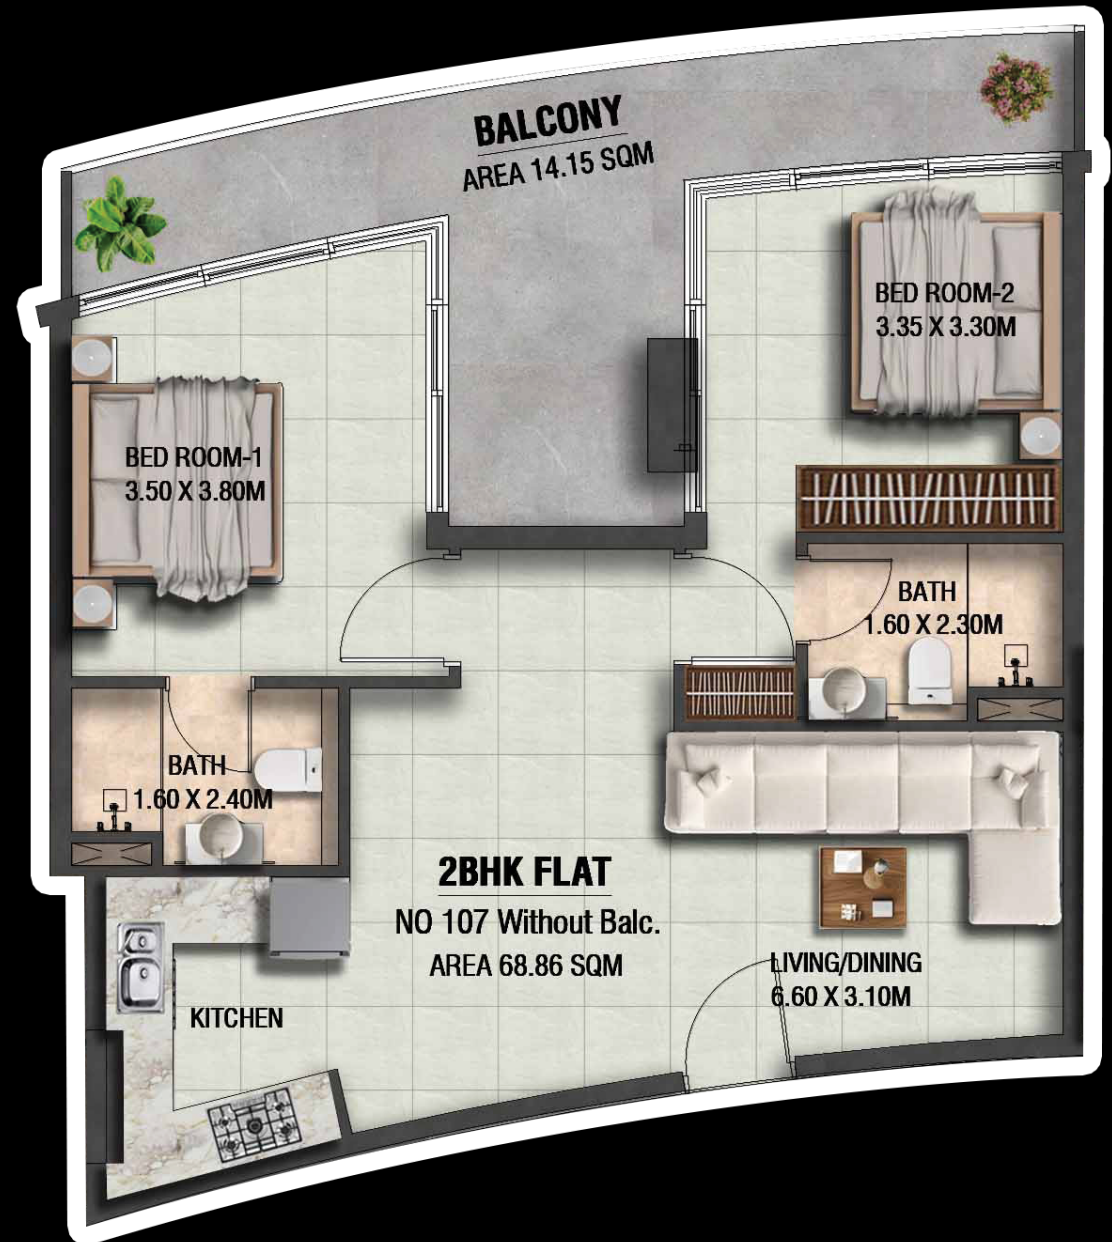 BALCONY
AREA 14.15 SQM
BED ROOM-2
3.35 X 3.30M
BED ROOM-1
3.50 X 3.80M
BATH
1.60 X 2.30M
BATH
1.60 X 2.40M
2BHK FLAT
NO 107 Without Balc.
AREA 68.86 SQM
LIVING/DINING
6.60 X 3.10M
KITCHEN